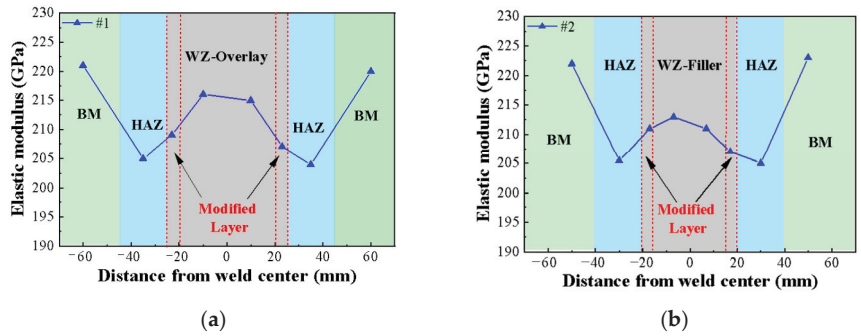 230
225
220
215
210
205
200
195
190
Elastic modulus (GPa)
#1
WZ-Overlay
HAZ
HAZ
BM
BM
Modified
Layer
−60 −40 −20 0 20 40 60
Distance from weld center (mm)
(a)
230
225
220
215
210
205
200
195
190
Elastic modulus (GPa)
#2
HAZ
WZ-Filler
HAZ
BM
BM
Modified
Layer
−60 −40 −20 0 20 40 60
Distance from weld center (mm)
(b)